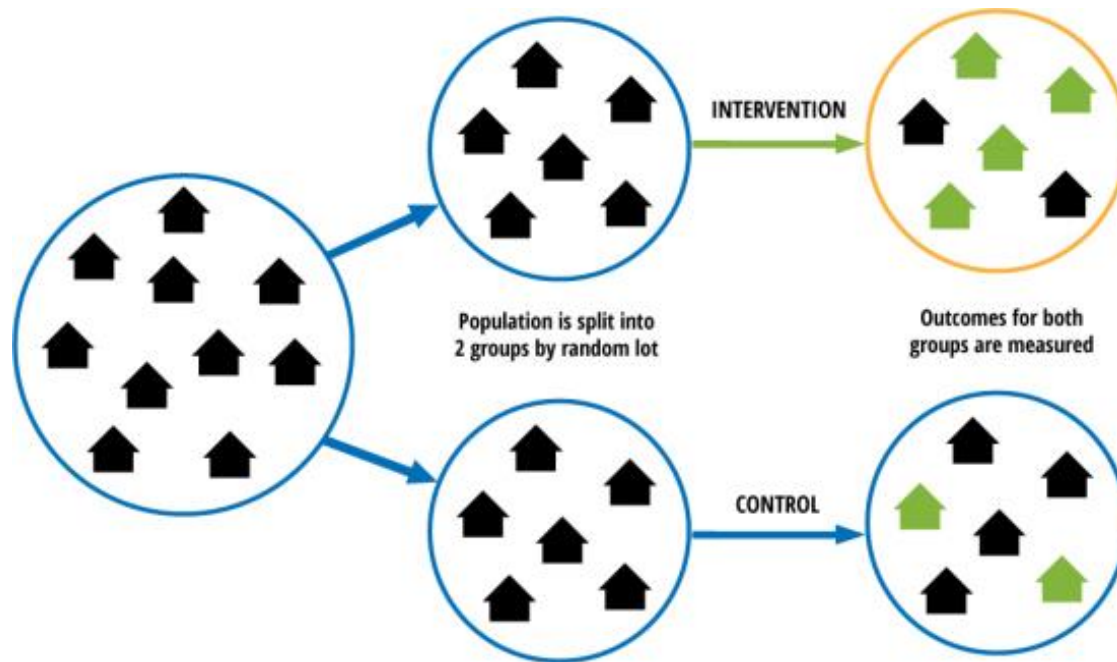 INTERVENTION
Population is split into
2 groups by random lot
Outcomes for both
groups are measured
CONTROL